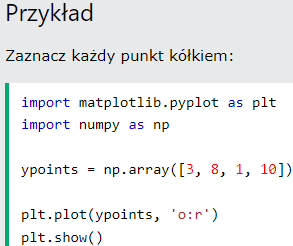 Przykład
Zaznacz każdy punkt kółkiem:
import matplotlib.pyplot as plt
import numpy as np
ypoints = np.array([3, 8, 1, 10])
plt.plot(ypoints, 'o:r')
plt.show()